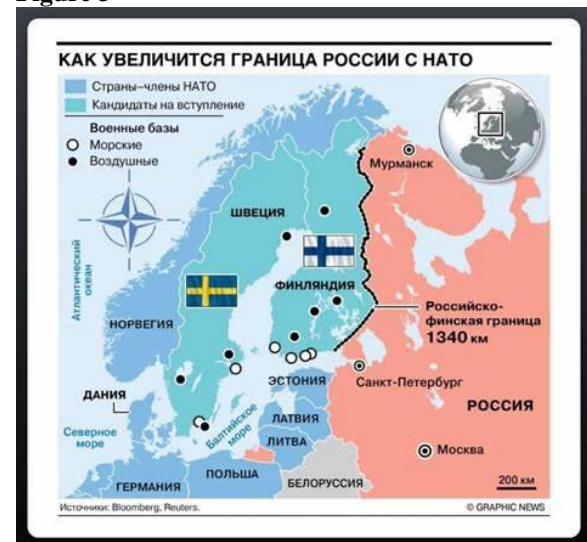 КАК УВЕЛИЧИТСЯ ГРАНИЦА РОССИИ С НАТО
Страны–члены НАТО
Кандидаты на вступление
Военные базы
Морские
Воздушные
Мурманск
ШВЕЦИЯ
Атлантический
океан
ФИНЛЯНДИЯ
НОРВЕГИЯ
Российско-
финская граница
1340 км
ЭСТОНИЯ
Санкт-Петербург
ДАНИЯ
Балтийское
море
ЛАТВИЯ
РОССИЯ
Северное
море
ЛИТВА
Москва
ПОЛЬША
ГЕРМАНИЯ
БЕЛОРУССИЯ
200 км
Источники: Bloomberg, Reuters.
© GRAPHIC NEWS